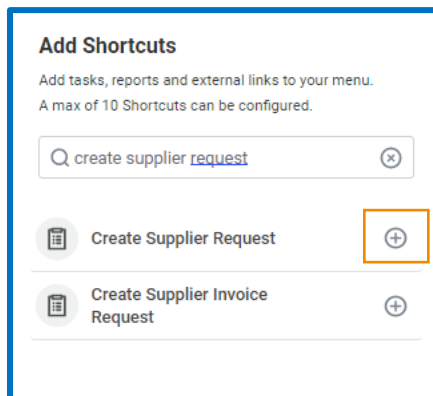 Add Shortcuts
Add tasks, reports and external links to your menu.
A max of 10 Shortcuts can be configured.
create supplier request
Create Supplier Request
Create Supplier Invoice
Request